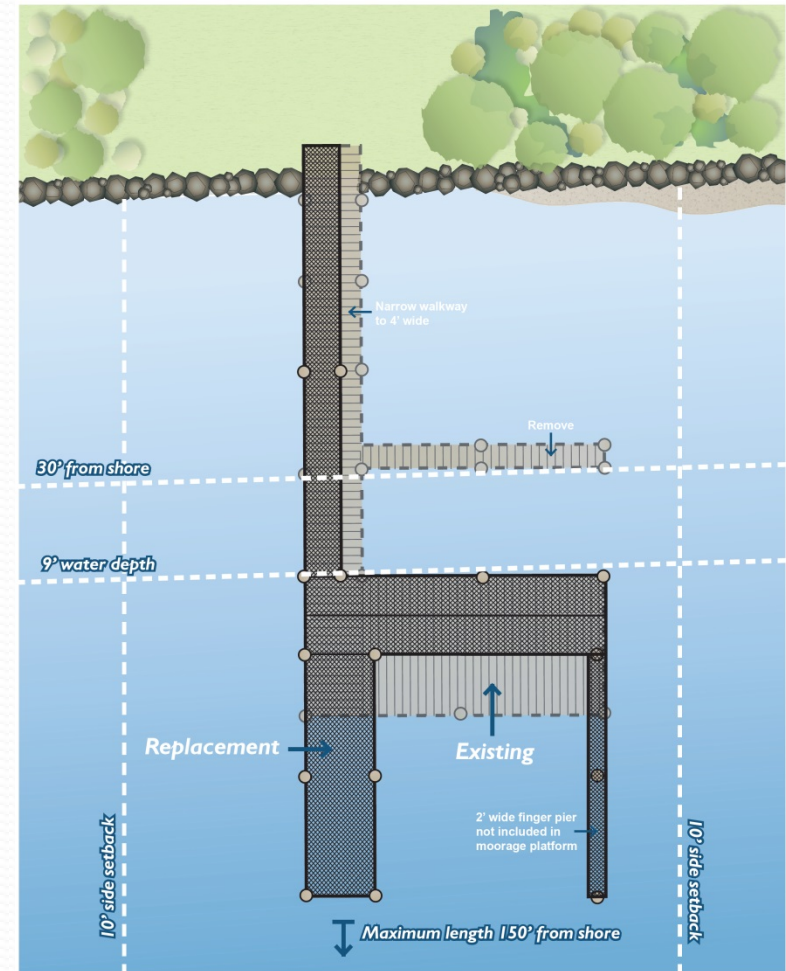 Narrow walkway
to 4' wide
Remove
30' from shore
9' water depth
Replacement
Existing
2' wide finger pier
not included in
moorage platform
10' side setback
10' side setback
Maximum length 150' from shore